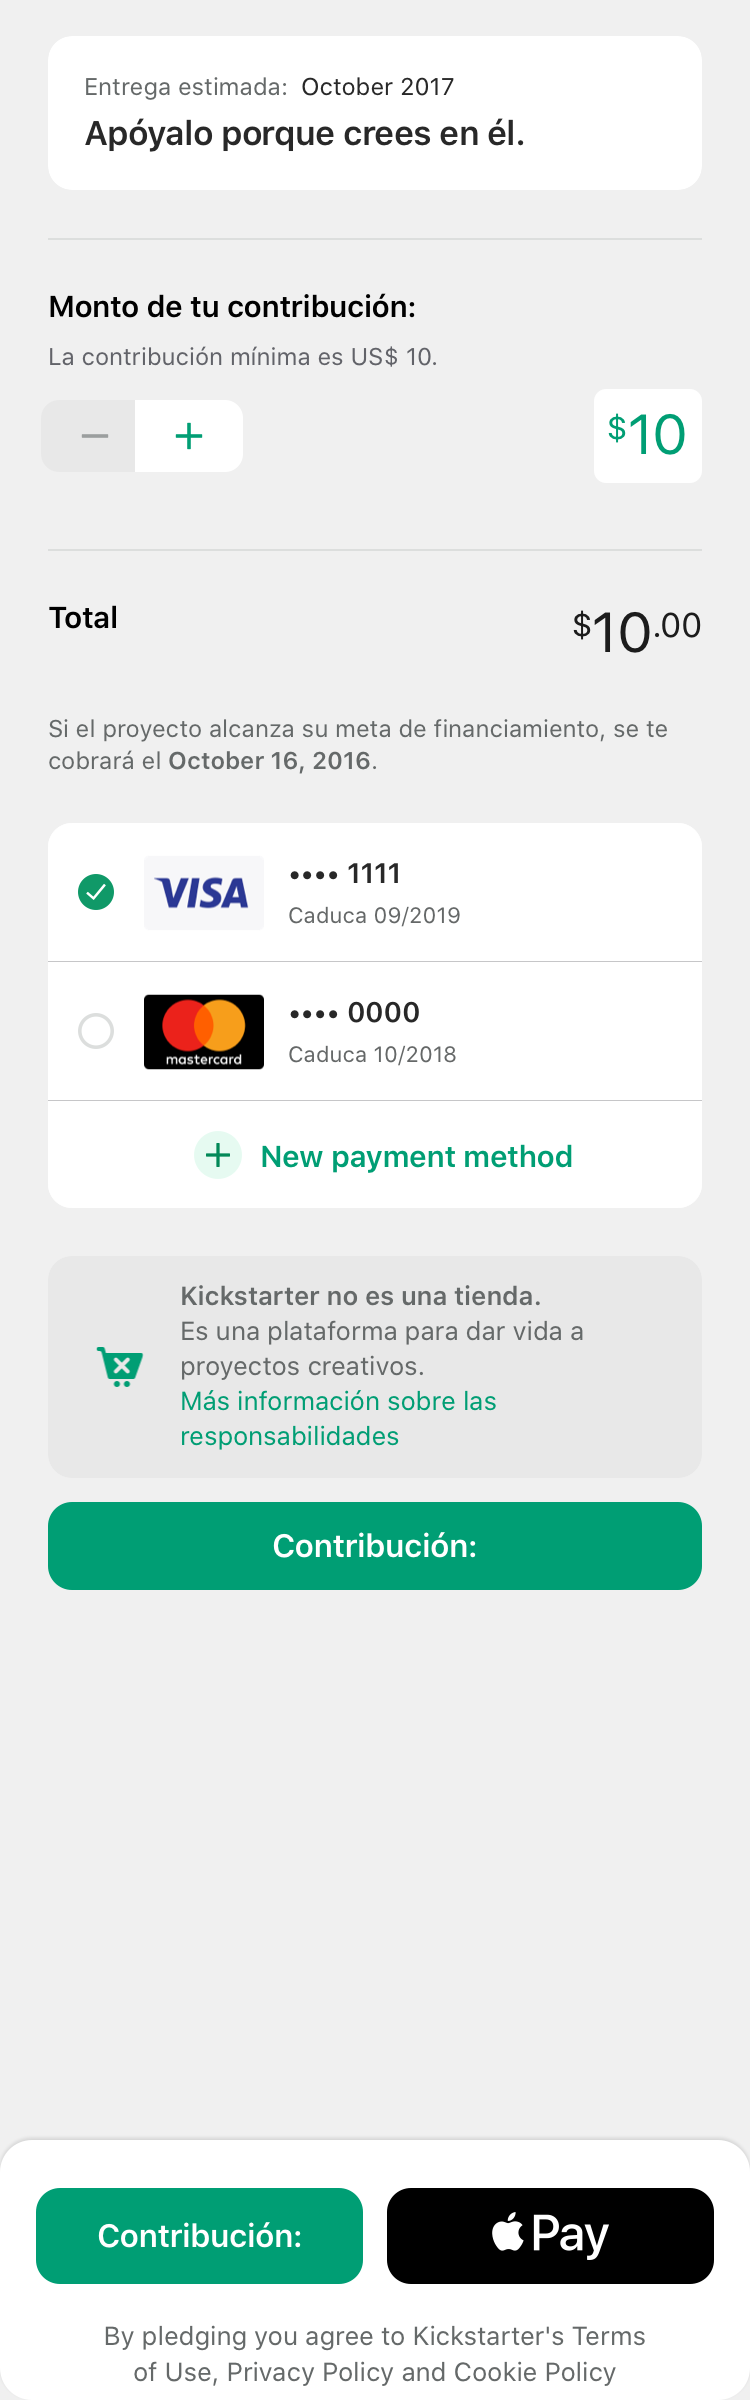 Entrega estimada: October 2017
Apóyalo porque crees en él.
Monto de tu contribución:
La contribución mínima es US$ 10.
$10
Total
$10.00
Si el proyecto alcanza su meta de financiamiento, se te
cobrará el October 16, 2016.
VISA
•••• 1111
Caduca 09/2019
mastercard
•••• 0000
Caduca 10/2018
New payment method
Kickstarter no es una tienda.
Es una plataforma para dar vida a
proyectos creativos.
Más información sobre las
responsabilidades
Contribución:
Contribución:
Pay
By pledging you agree to Kickstarter's Terms
of Use, Privacy Policy and Cookie Policy